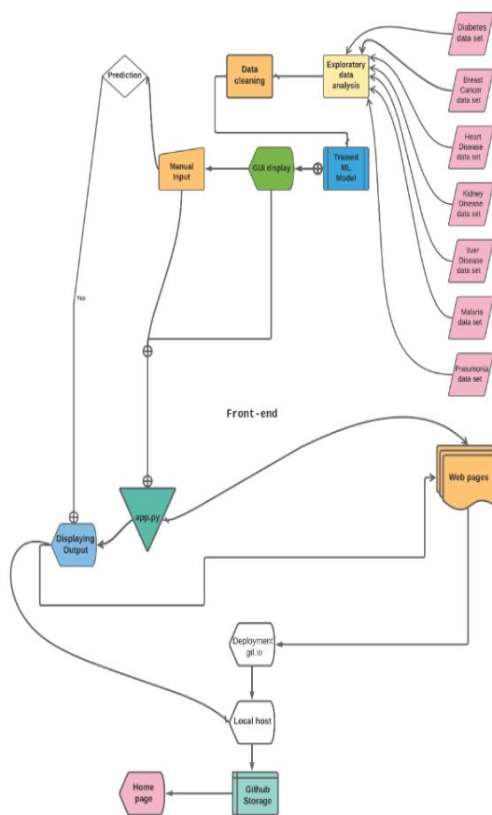 Diabetes
data set
Prediction
Data
cleaning
Exploratory
data
analysis
Breast
Cancer
data set
Heart
Disease
data set
Manual
Input
GUI display
Trained
ML
Model
Kidney
Disease
data set
liver
Disease
data set
Yes
Malaria
data set
Pneumonia
data set
Front-end
Web pages
app.py
Displaying
Output
Deployment
git.io
Local host
Home
page
Github
Storage